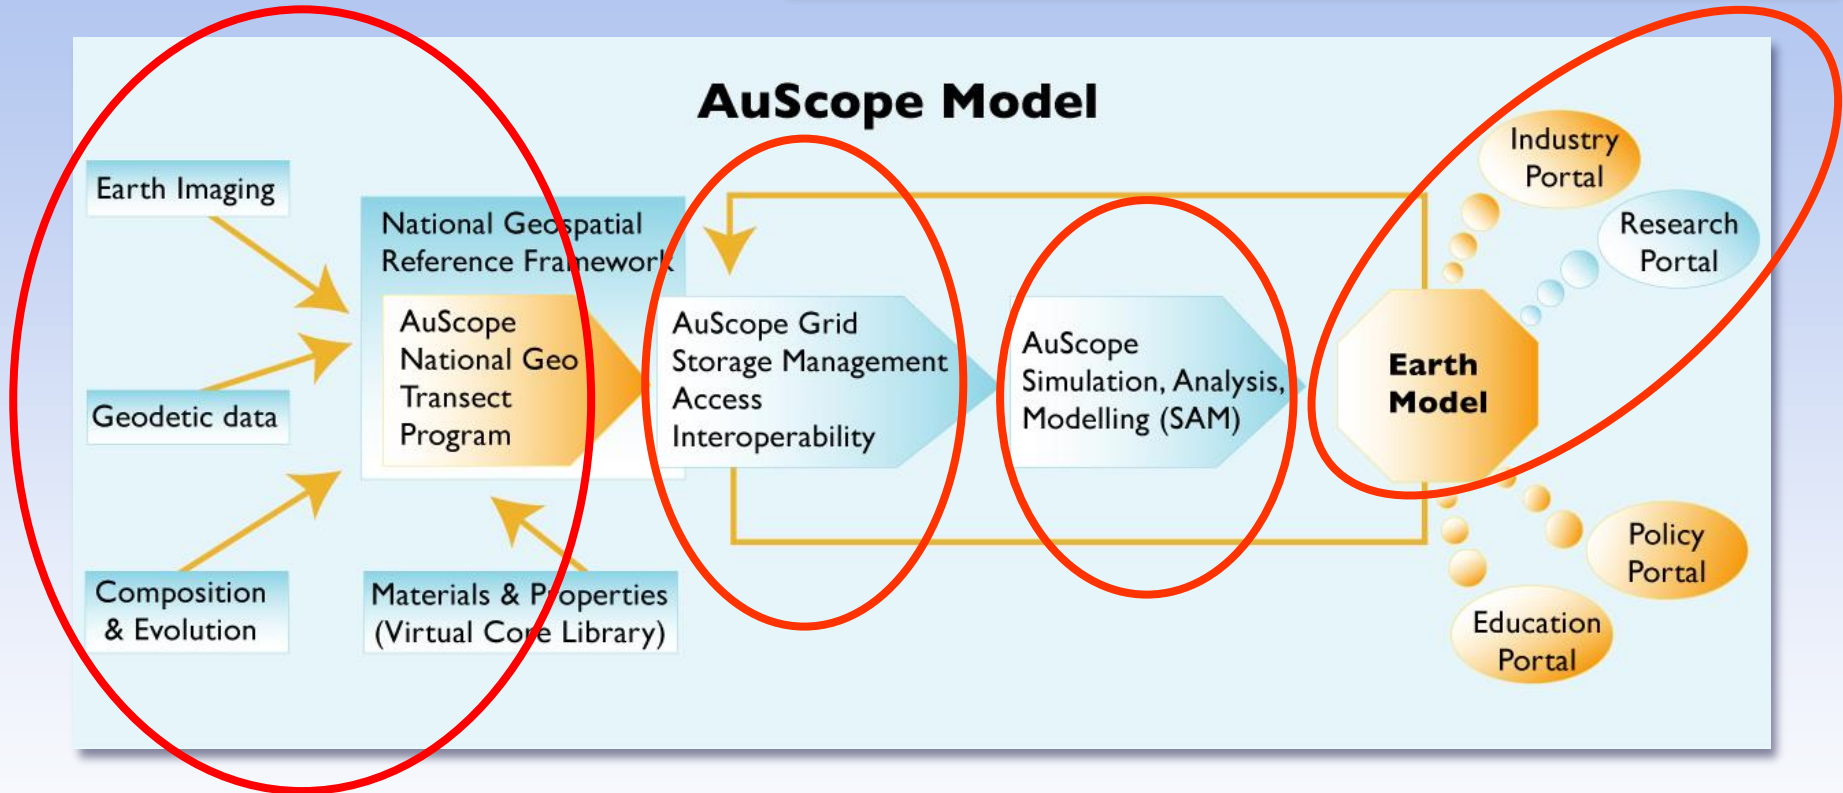 AuScope Model
Earth Imaging
Geodetic data
Composition
& Evolution
Materials & Properties
(Virtual Core Library)
National Geospatial
Reference Framework
AuScope
National Geo
Transect
Program
AuScope Grid
Storage Management
Access
Interoperability
AuScope
Simulation, Analysis,
Modelling (SAM)
Earth
Model
Industry
Portal
Research
Portal
Policy
Portal
Education
Portal